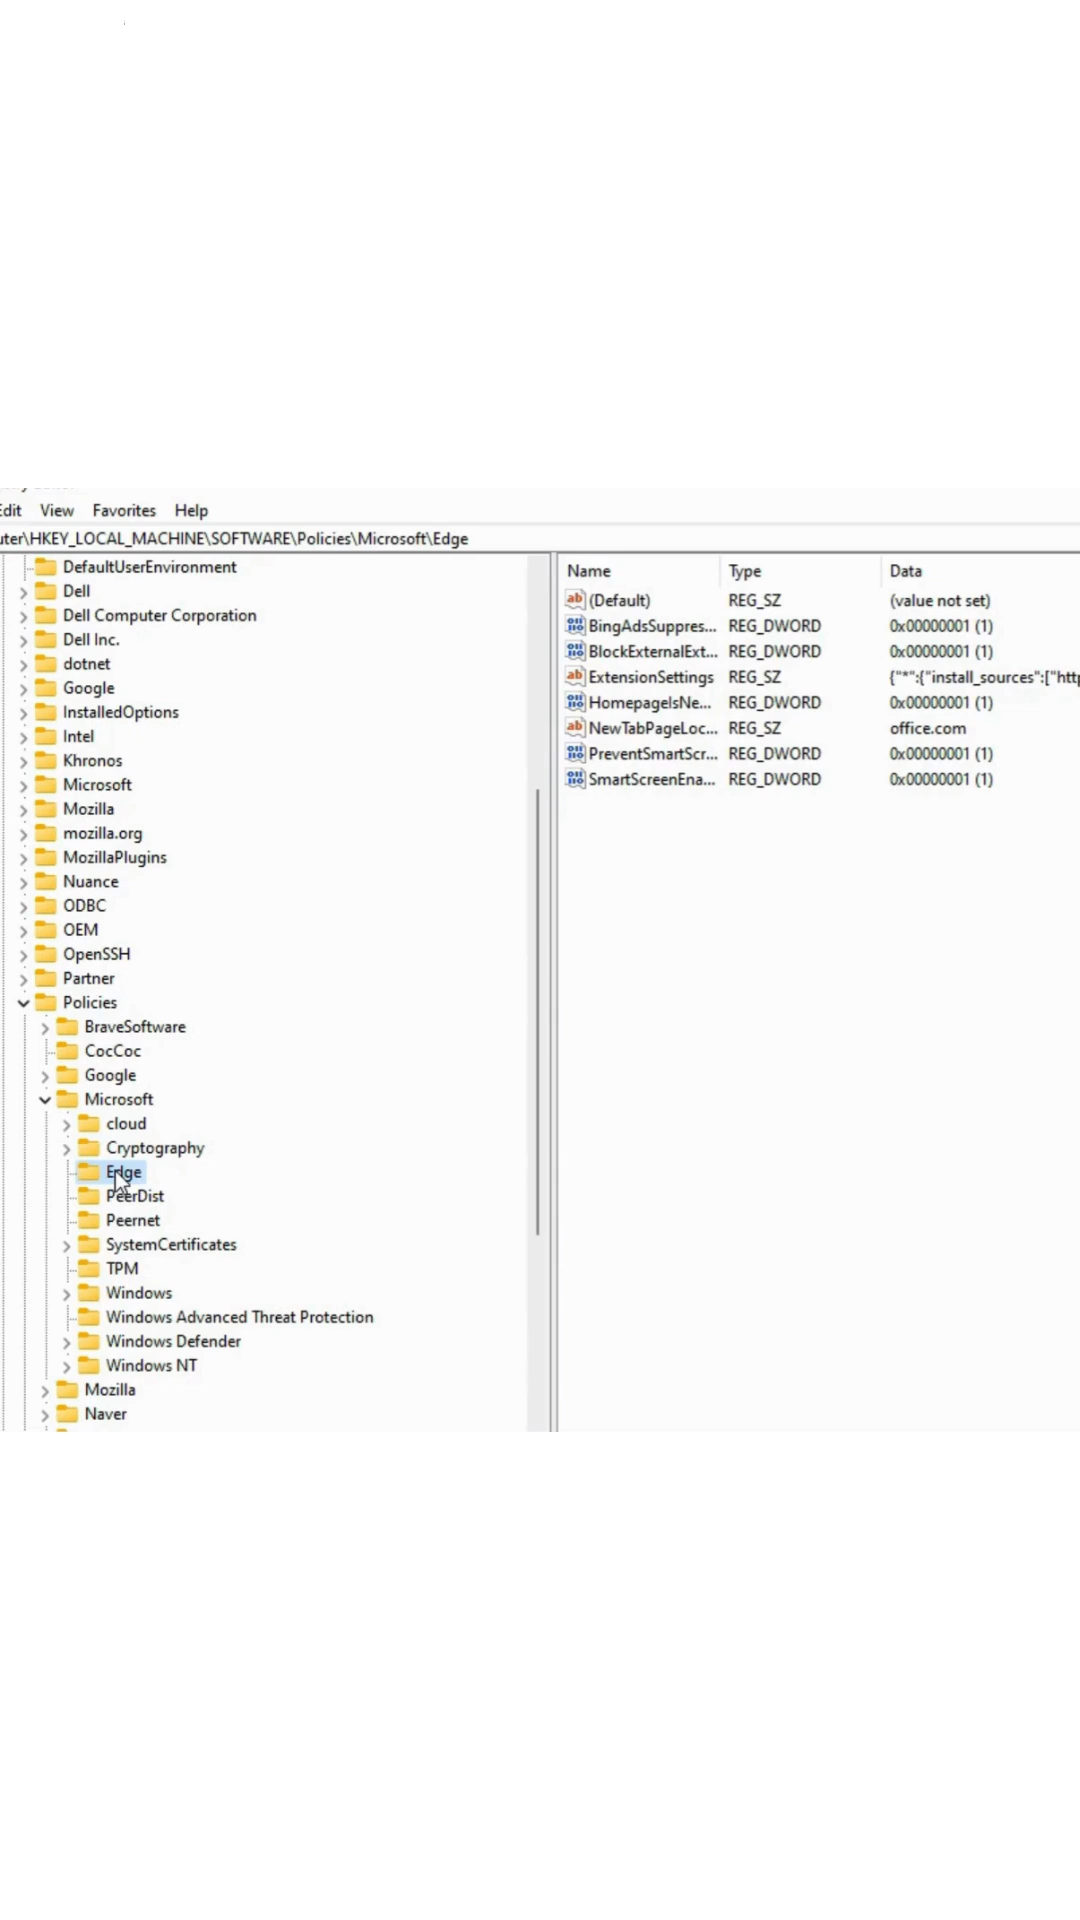 Edit View Favorites Help
uter\HKEY_LOCAL_MACHINE\SOFTWARE\Policies\Microsoft\Edge
DefaultUserEnvironment
Dell
Dell Computer Corporation
Dell Inc.
dotnet
Google
InstalledOptions
Intel
Khronos
Microsoft
Mozilla
mozilla.org
MozillaPlugins
Nuance
ODBC
OEM
OpenSSH
Partner
Policies
BraveSoftware
CocCoc
Google
Microsoft
cloud
Cryptography
Edge
PeerDist
Peernet
SystemCertificates
TPM
Windows
Windows Advanced Threat Protection
Windows Defender
Windows NT
Mozilla
Naver
Name Type Data
(Default) REG_SZ (value not set)
BingAdsSuppres... REG_DWORD 0x00000001 (1)
BlockExternalExt... REG_DWORD 0x00000001 (1)
ExtensionSettings REG_SZ {"*":{"install_sources":["http
HomepageIsNe... REG_DWORD 0x00000001 (1)
NewTabPageLoc... REG_SZ office.com
PreventSmartScr... REG_DWORD 0x00000001 (1)
SmartScreenEna... REG_DWORD 0x00000001 (1)